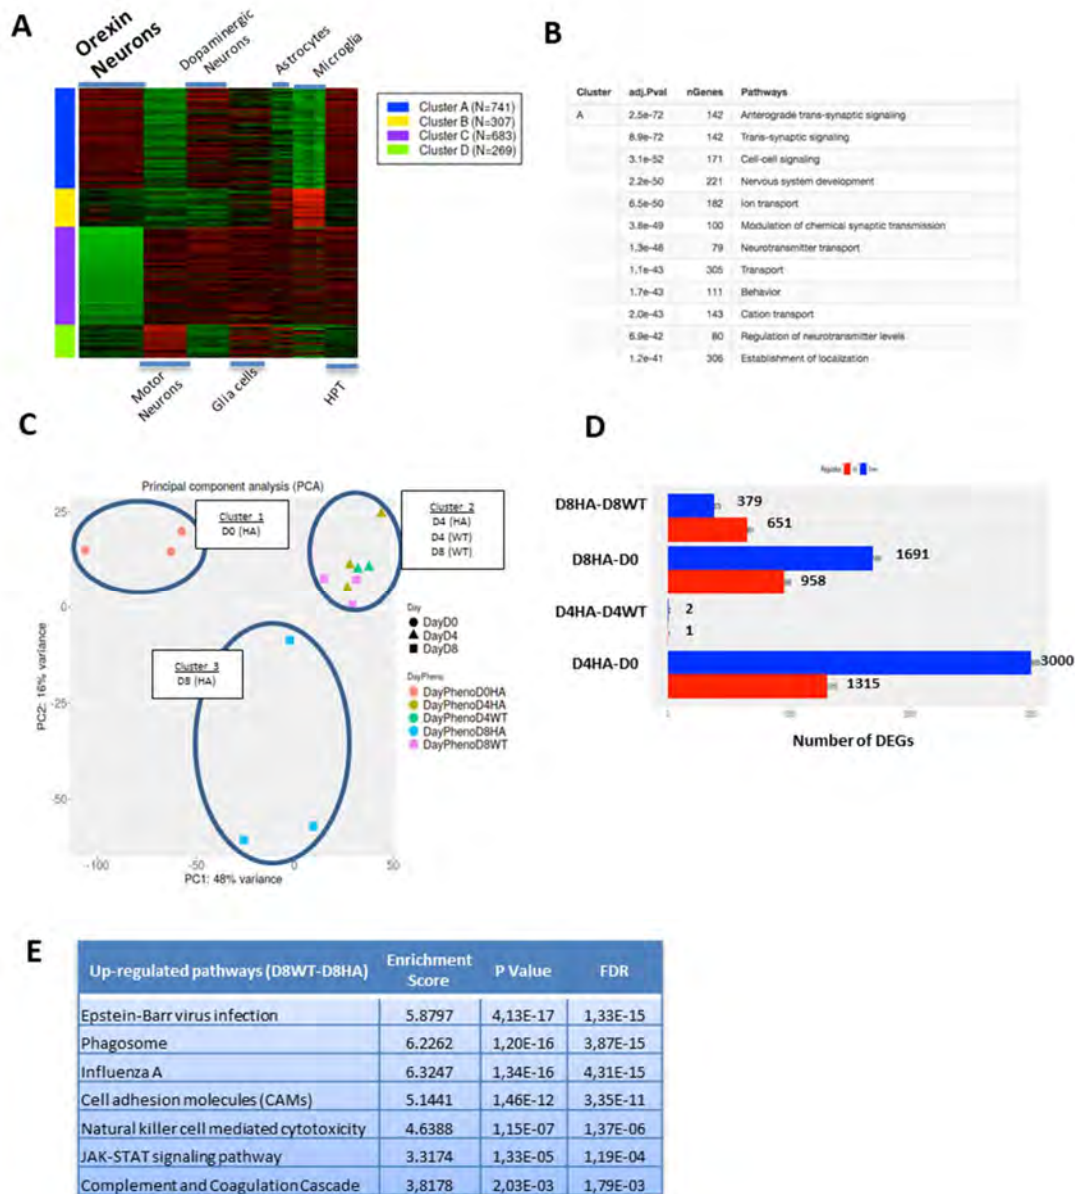 A
Orexin
Neurons
Dopaminergic
Neurons
Astrocytes
Microglia
Cluster A (N=741)
Cluster B (N=307)
Cluster C (N=683)
Cluster D (N=269)
Motor
Neurons
Glia cells
HPT
B
Cluster adj.Pval nGenes Pathways
A 2.5e-72 142 Anterograde trans-synaptic signaling
8.9e-72 142 Trans-synaptic signaling
3.1e-52 171 Cell-cell signaling
2.2e-50 221 Nervous system development
6.5e-50 182 Ion transport
3.8e-49 100 Modulation of chemical synaptic transmission
1.3e-48 79 Neurotransmitter transport
1.1e-43 305 Transport
1.7e-43 111 Behavior
2.0e-43 143 Cation transport
6.9e-42 80 Regulation of neurotransmitter levels
1.2e-41 306 Establishment of localization
C
Principal component analysis (PCA)
Cluster 1
D0 (HA)
Cluster 2
D4 (HA)
D4 (WT)
D8 (WT)
Cluster 3
D8 (HA)
25
0
-25
-50
-100
-50
0
50
PC2: 16% variance
PC1: 48% variance
Day
DayD0
DayD4
DayD8
DayPheno
DayPhenoD0HA
DayPhenoD4HA
DayPhenoD4WT
DayPhenoD8HA
DayPhenoD8WT
D
D8HA-D8WT
379
651
D8HA-D0
1691
958
D4HA-D4WT
2
1
D4HA-D0
3000
1315
Number of DEGs
E
Up-regulated pathways (D8WT-D8HA) Enrichment Score P Value FDR
Epstein-Barr virus infection 5.8797 4,13E-17 1,33E-15
Phagosome 6.2262 1,20E-16 3,87E-15
Influenza A 6.3247 1,34E-16 4,31E-15
Cell adhesion molecules (CAMs) 5.1441 1,46E-12 3,35E-11
Natural killer cell mediated cytotoxicity 4.6388 1,15E-07 1,37E-06
JAK-STAT signaling pathway 3.3174 1,33E-05 1,19E-04
Complement and Coagulation Cascade 3,8178 2,03E-03 1,79E-03